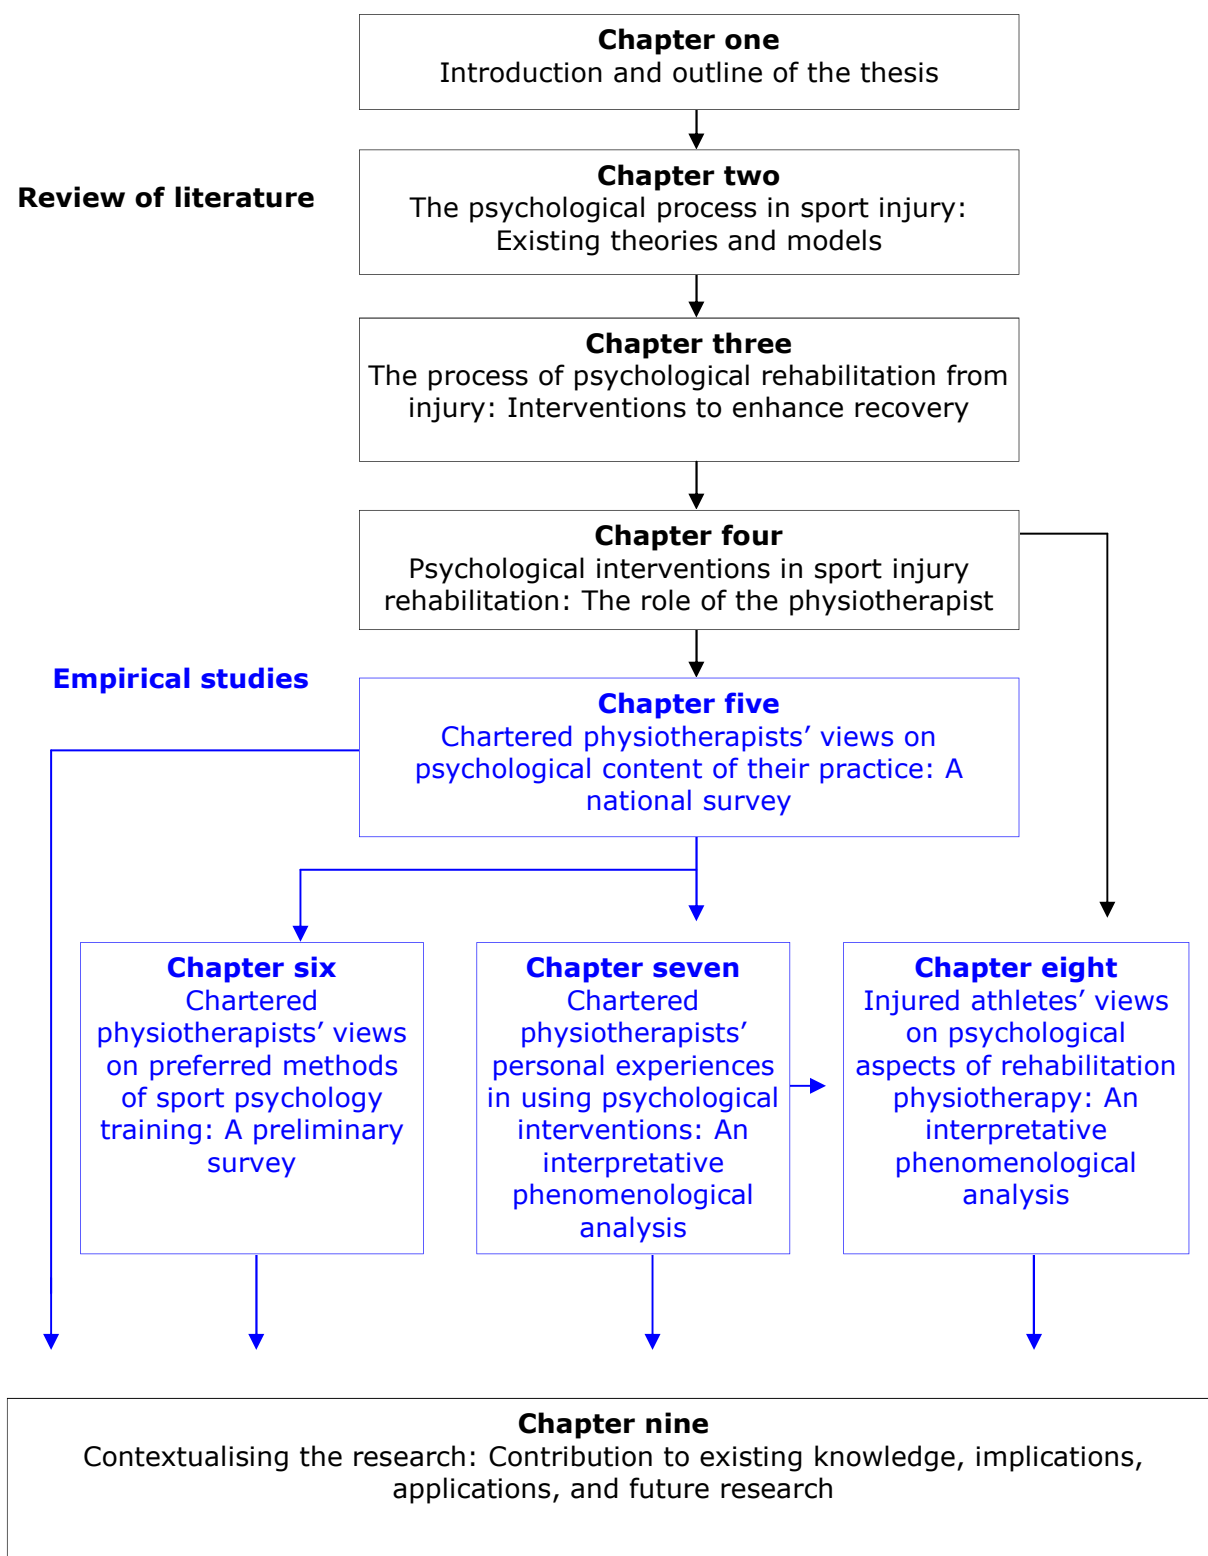 Chapter one
Introduction and outline of the thesis
Review of literature
Chapter two
The psychological process in sport injury:
Existing theories and models
Chapter three
The process of psychological rehabilitation from
injury: Interventions to enhance recovery
Chapter four
Psychological interventions in sport injury
rehabilitation: The role of the physiotherapist
Empirical studies
Chapter five
Chartered physiotherapists’ views on
psychological content of their practice: A
national survey
Chapter six
Chartered
physiotherapists’ views
on preferred methods
of sport psychology
training: A preliminary
survey
Chapter seven
Chartered
physiotherapists’
personal experiences
in using psychological
interventions: An
interpretative
phenomenological
analysis
Chapter eight
Injured athletes’ views
on psychological
aspects of rehabilitation
physiotherapy: An
interpretative
phenomenological
analysis
Chapter nine
Contextualising the research: Contribution to existing knowledge, implications,
applications, and future research